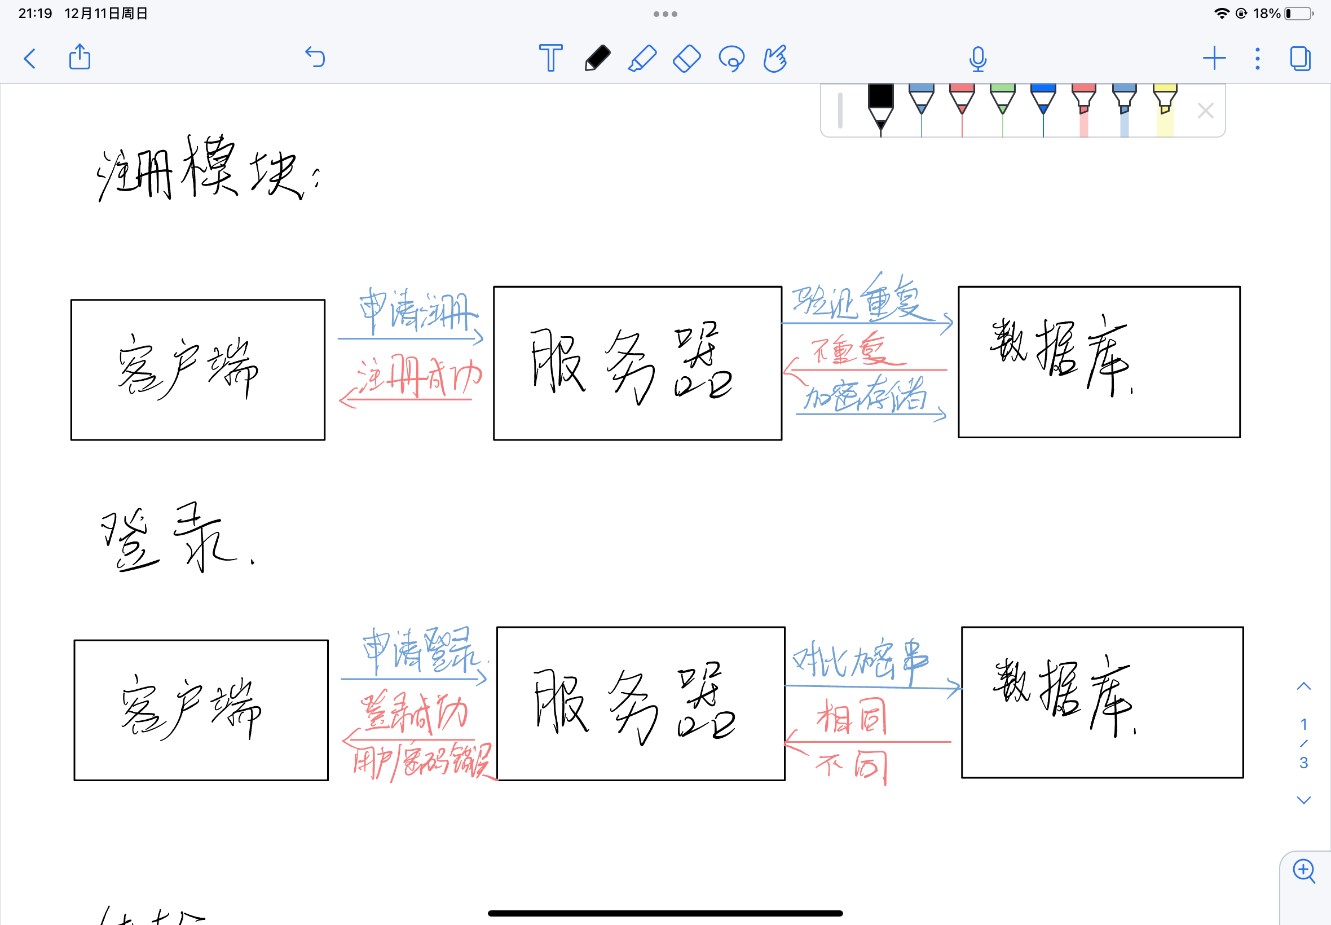 21:19 12月11日周日
18%
T
注册模块:
申请注册
验证重复
客户端
服务器
不重复
数据库.
注册成功
加密存储
登录.
申请登录.
对比加密串
客户端
服务器
数据库.
登录成功
相同
用户/密码错误
不同
1
/
3